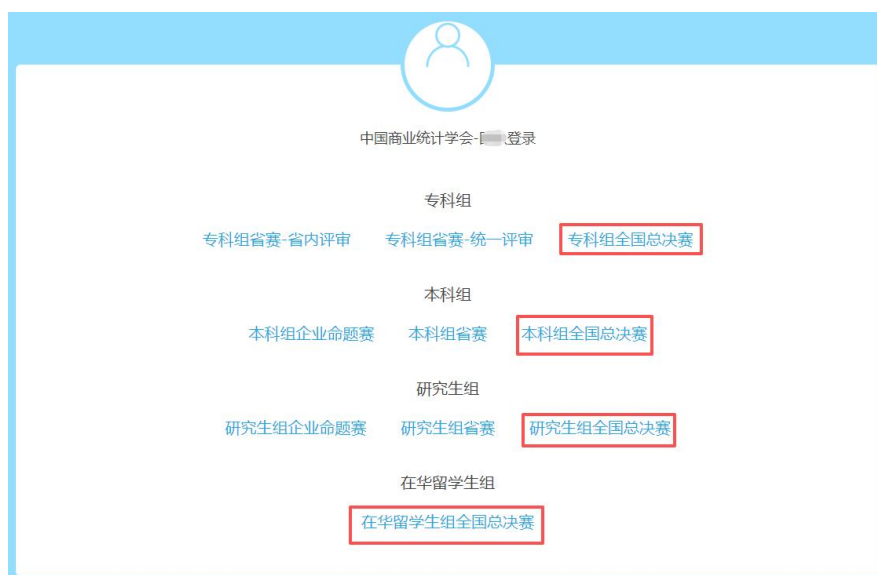 中国商业统计学会-登录
专科组
专科组省赛-省内评审 专科组省赛-统一评审 专科组全国总决赛
本科组
本科组企业命题赛 本科组省赛 本科组全国总决赛
研究生组
研究生组企业命题赛 研究生组省赛 研究生组全国总决赛
在华留学生组
在华留学生组全国总决赛